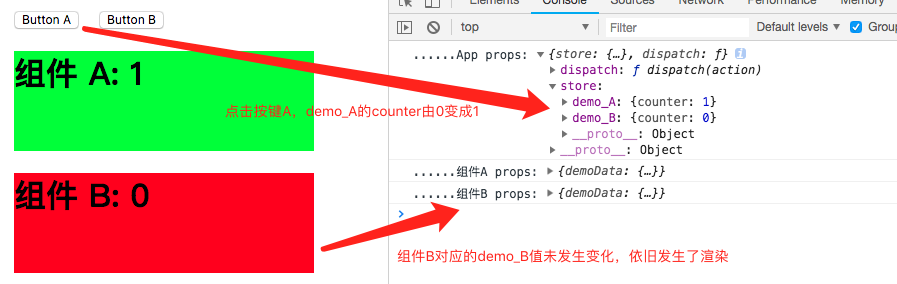 Button A Button B
Console Sources Network Performance Memory Application
top Filter Default levels ▼ Group
......App props: ▼ {store: {…}, dispatch: ƒ} i
▶ dispatch: ƒ dispatch(action)
▼ store:
▶ demo_A: {counter: 1}
▶ demo_B: {counter: 0}
▶ __proto__: Object
▶ __proto__: Object
组件 A: 1
点击按键A，demo_A的counter由0变成1
......组件A props: ▶ {demoData: {…}}
......组件B props: ▶ {demoData: {…}}
组件 B: 0
组件B对应的demo_B值未发生变化，依旧发生了渲染